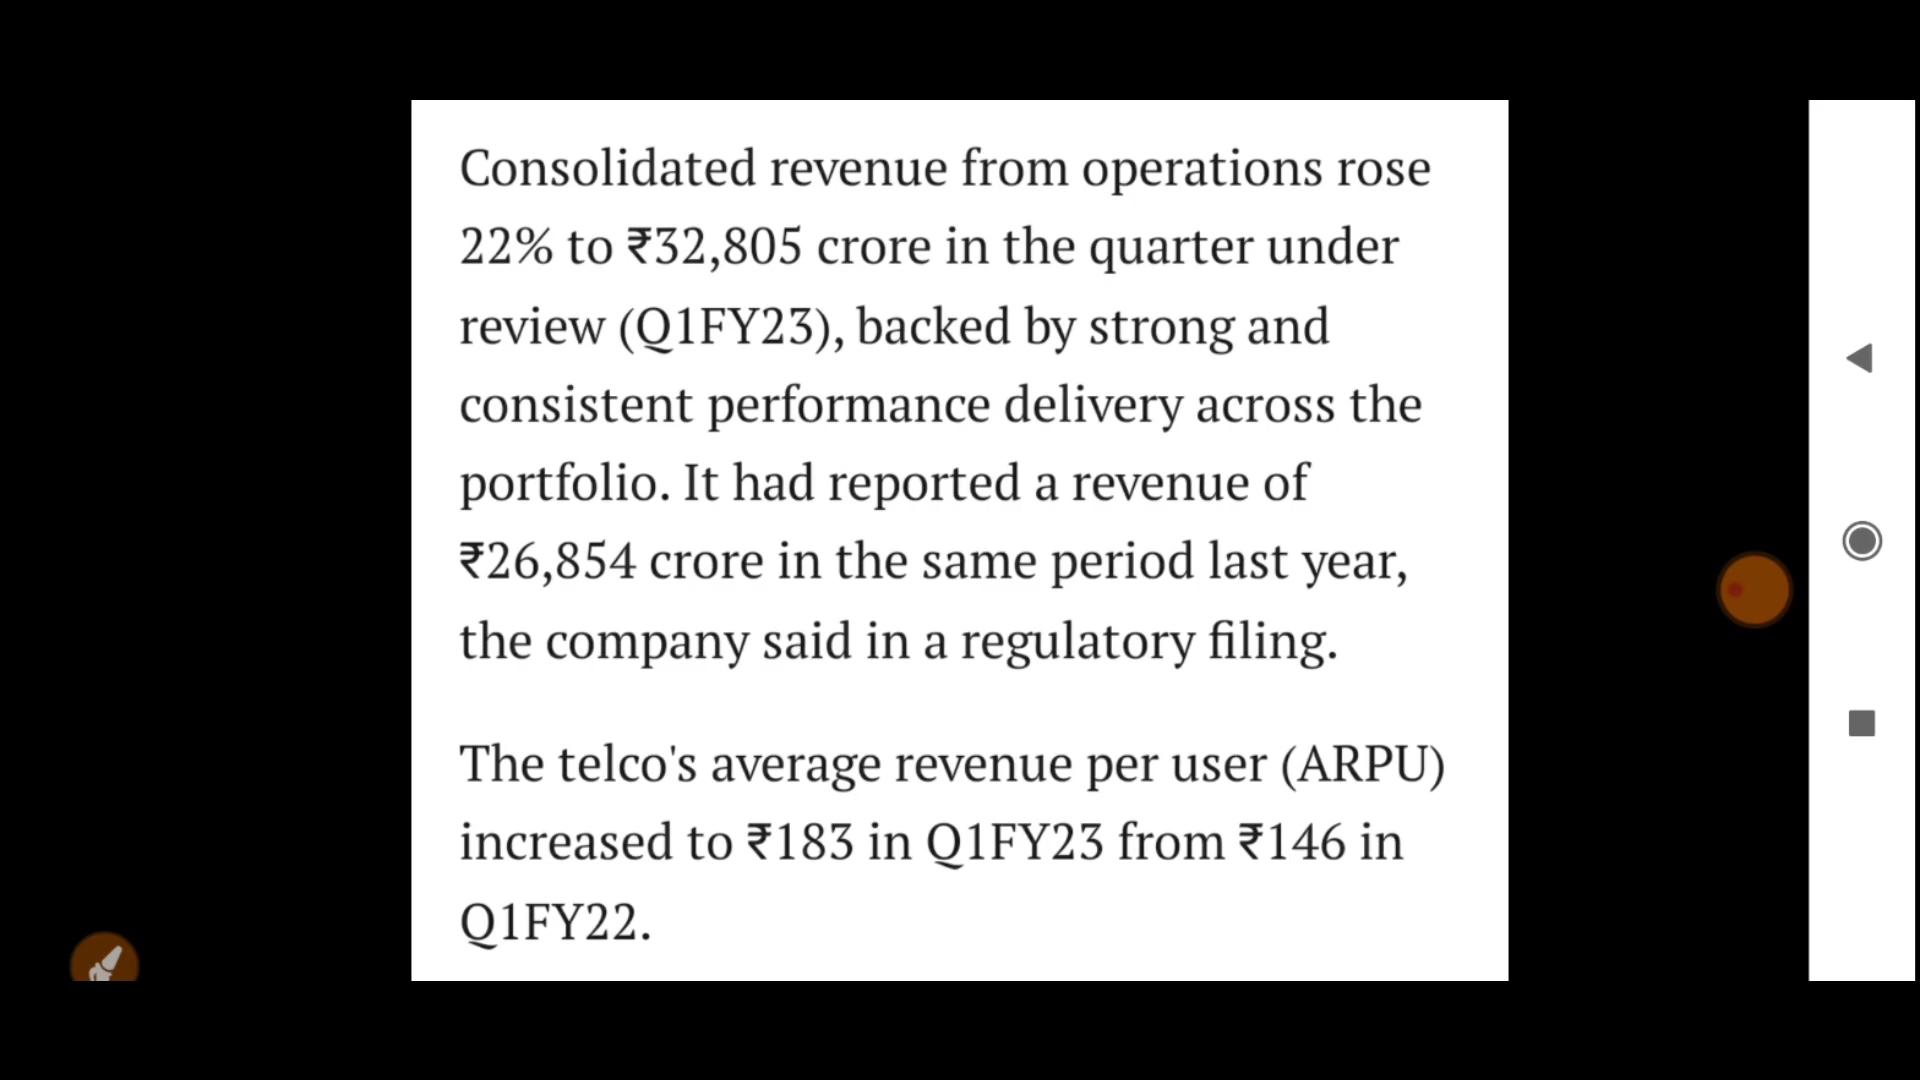 Consolidated revenue from operations rose
22% to ₹32,805 crore in the quarter under
review (Q1FY23), backed by strong and
consistent performance delivery across the
portfolio. It had reported a revenue of
₹26,854 crore in the same period last year,
the company said in a regulatory filing.
The telco's average revenue per user (ARPU)
increased to ₹183 in Q1FY23 from ₹146 in
Q1FY22.